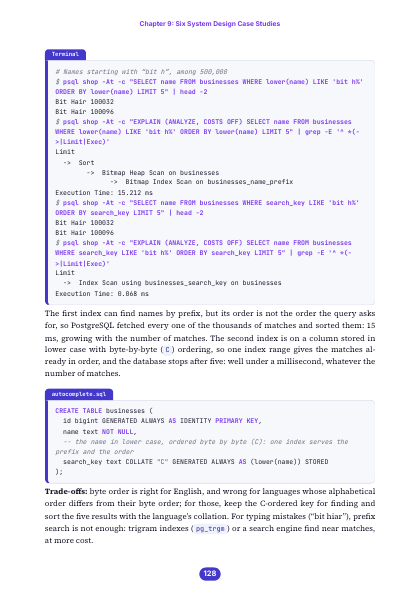 Chapter 9: Six System Design Case Studies
Terminal
# Names starting with "bit h", among 500,000
$ psql shop -At -c "SELECT name FROM businesses WHERE lower(name) LIKE 'bit h%'
ORDER BY lower(name) LIMIT 5" | head -2
Bit Hair 100032
Bit Hair 100096
$ psql shop -At -c "EXPLAIN (ANALYZE, COSTS OFF) SELECT name FROM businesses
WHERE lower(name) LIKE 'bit h%' ORDER BY lower(name) LIMIT 5" | grep -E '^ *(-
>|Limit|Exec)'
Limit
  ->  Sort
        ->  Bitmap Heap Scan on businesses
              ->  Bitmap Index Scan on businesses_name_prefix
Execution Time: 15.212 ms
$ psql shop -At -c "SELECT name FROM businesses WHERE search_key LIKE 'bit h%'
ORDER BY search_key LIMIT 5" | head -2
Bit Hair 100032
Bit Hair 100096
$ psql shop -At -c "EXPLAIN (ANALYZE, COSTS OFF) SELECT name FROM businesses
WHERE search_key LIKE 'bit h%' ORDER BY search_key LIMIT 5" | grep -E '^ *(-
>|Limit|Exec)'
Limit
  ->  Index Scan using businesses_search_key on businesses
Execution Time: 0.068 ms
The first index can find names by prefix, but its order is not the order the query asks
for, so PostgreSQL fetched every one of the thousands of matches and sorted them: 15
ms, growing with the number of matches. The second index is on a column stored in
lower case with byte-by-byte (C) ordering, so one index range gives the matches al-
ready in order, and the database stops after five: well under a millisecond, whatever the
number of matches.
autocomplete.sql
CREATE TABLE businesses (
  id bigint GENERATED ALWAYS AS IDENTITY PRIMARY KEY,
  name text NOT NULL,
  -- the name in lower case, ordered byte by byte (C): one index serves the
prefix and the order
  search_key text COLLATE "C" GENERATED ALWAYS AS (lower(name)) STORED
);
Trade-offs: byte order is right for English, and wrong for languages whose alphabetical
order differs from their byte order; for those, keep the C-ordered key for finding and
sort the five results with the language's collation. For typing mistakes ("bit hiar"), prefix
search is not enough: trigram indexes (pg_trgm) or a search engine find near matches,
at more cost.
128